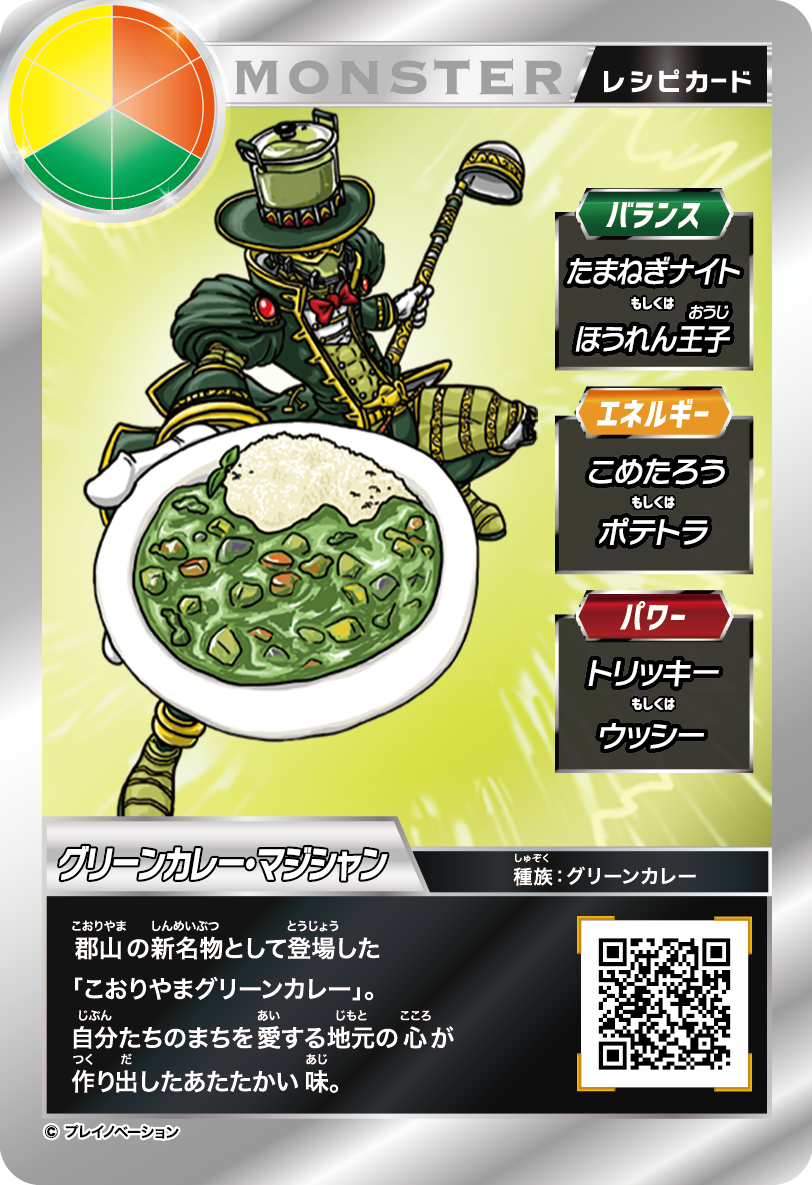 MONSTER レシピカード
バランス
たまねぎナイト
もしくは
おうじ
ほうれん王子
エネルギー
こめたろう
もしくは
ポテトラ
パワー
トリッキー
もしくは
ウッシー
グリーンカレー・マジシャン
しゅぞく
種族：グリーンカレー
こおりやま しんめいぶつ とうじょう
郡山の新名物として登場した
「こおりやまグリーンカレー」。
じぶん あい じもと こころ
自分たちのまちを愛する地元の心が
つく だ あじ
作り出したあたたかい味。
© プレイノベーション